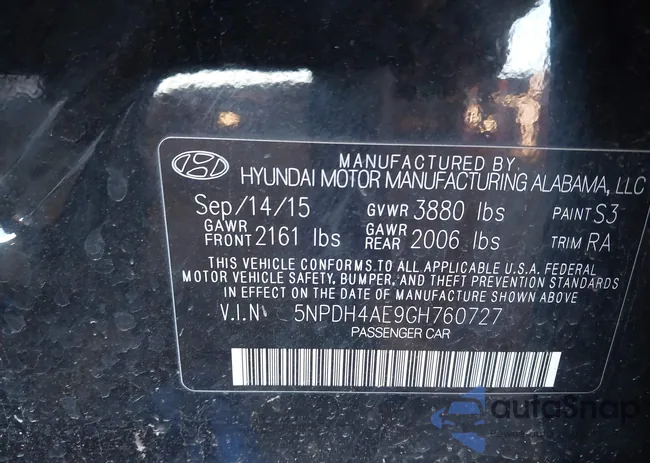 MANUFACTURED BY
HYUNDAI MOTOR MANUFACTURING ALABAMA, LLC
Sep/14/15 GVWR 3880 lbs PAINT S3
GAWR FRONT 2161 lbs GAWR REAR 2006 lbs TRIM RA
THIS VEHICLE CONFORMS TO ALL APPLICABLE U.S.A. FEDERAL
MOTOR VEHICLE SAFETY, BUMPER, AND THEFT PREVENTION STANDARDS
IN EFFECT ON THE DATE OF MANUFACTURE SHOWN ABOVE
V.I.N 5NPDH4AE9GH760727
PASSENGER CAR
autoSnap